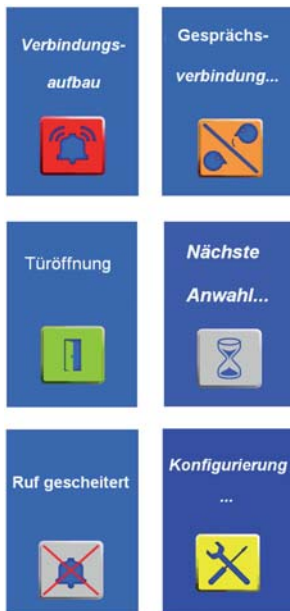 Verbindungs-
aufbau
Gesprächs-
verbindung...
Türöffnung
Nächste
Anwahl...
Ruf gescheitert
Konfigurierung
...